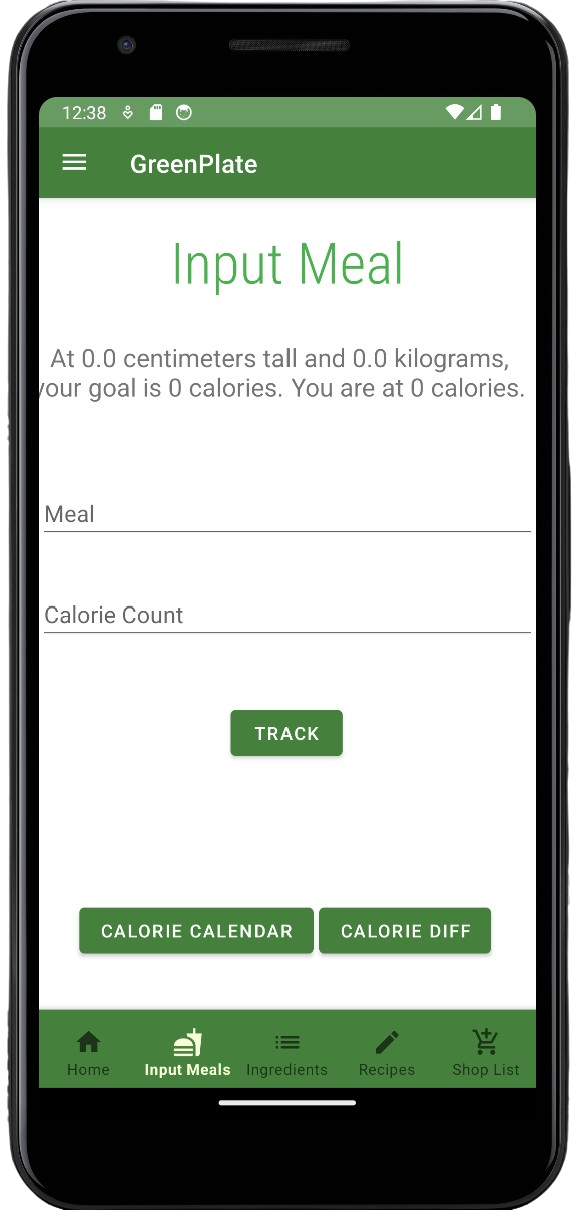 12:38
GreenPlate
Input Meal
At 0.0 centimeters tall and 0.0 kilograms,
your goal is 0 calories. You are at 0 calories.
Meal
Calorie Count
TRACK
CALORIE CALENDAR CALORIE DIFF
Home Input Meals Ingredients Recipes Shop List